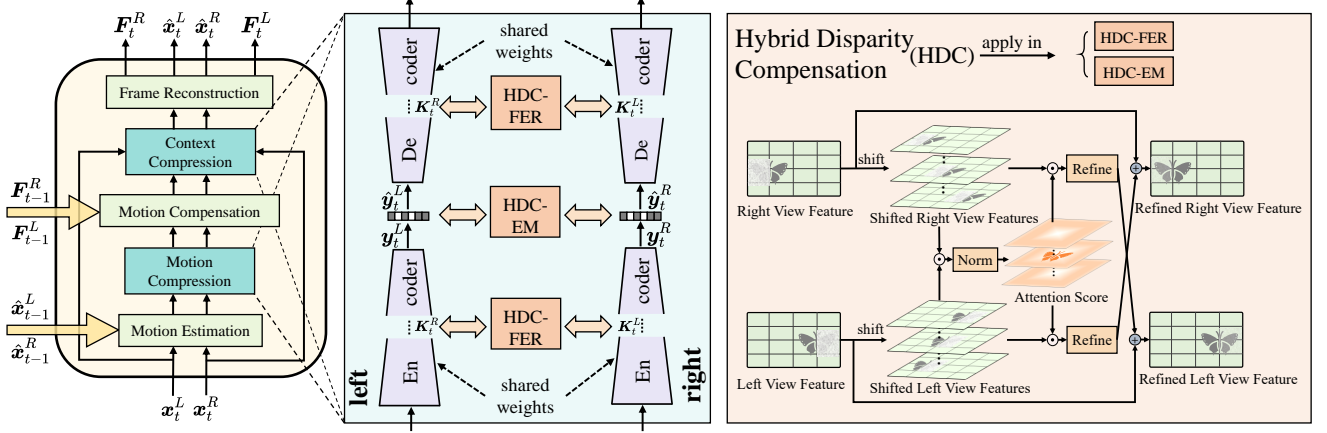 F_t^R x̂_t^L x̂_t^R F_t^L
Frame Reconstruction
Context
Compression
F_{t-1}^R
Motion Compensation
F_{t-1}^L
Motion
Compression
x̂_{t-1}^L
Motion Estimation
x̂_{t-1}^R
x_t^L x_t^R
shared
weights
coder
coder
K_t^R
HDC-
FER
K_t^L
De
De
ŷ_t^L
ŷ_t^R
HDC-
EM
y_t^L
y_t^R
coder
coder
K_t^R
HDC-
FER
K_t^L
En
En
shared
weights
left
right
Hybrid Disparity
Compensation
(HDC)
apply in
HDC-FER
HDC-EM
shift
Refine
Right View Feature
Shifted Right View Features
Refined Right View Feature
Norm
Attention Score
shift
Refine
Left View Feature
Shifted Left View Features
Refined Left View Feature